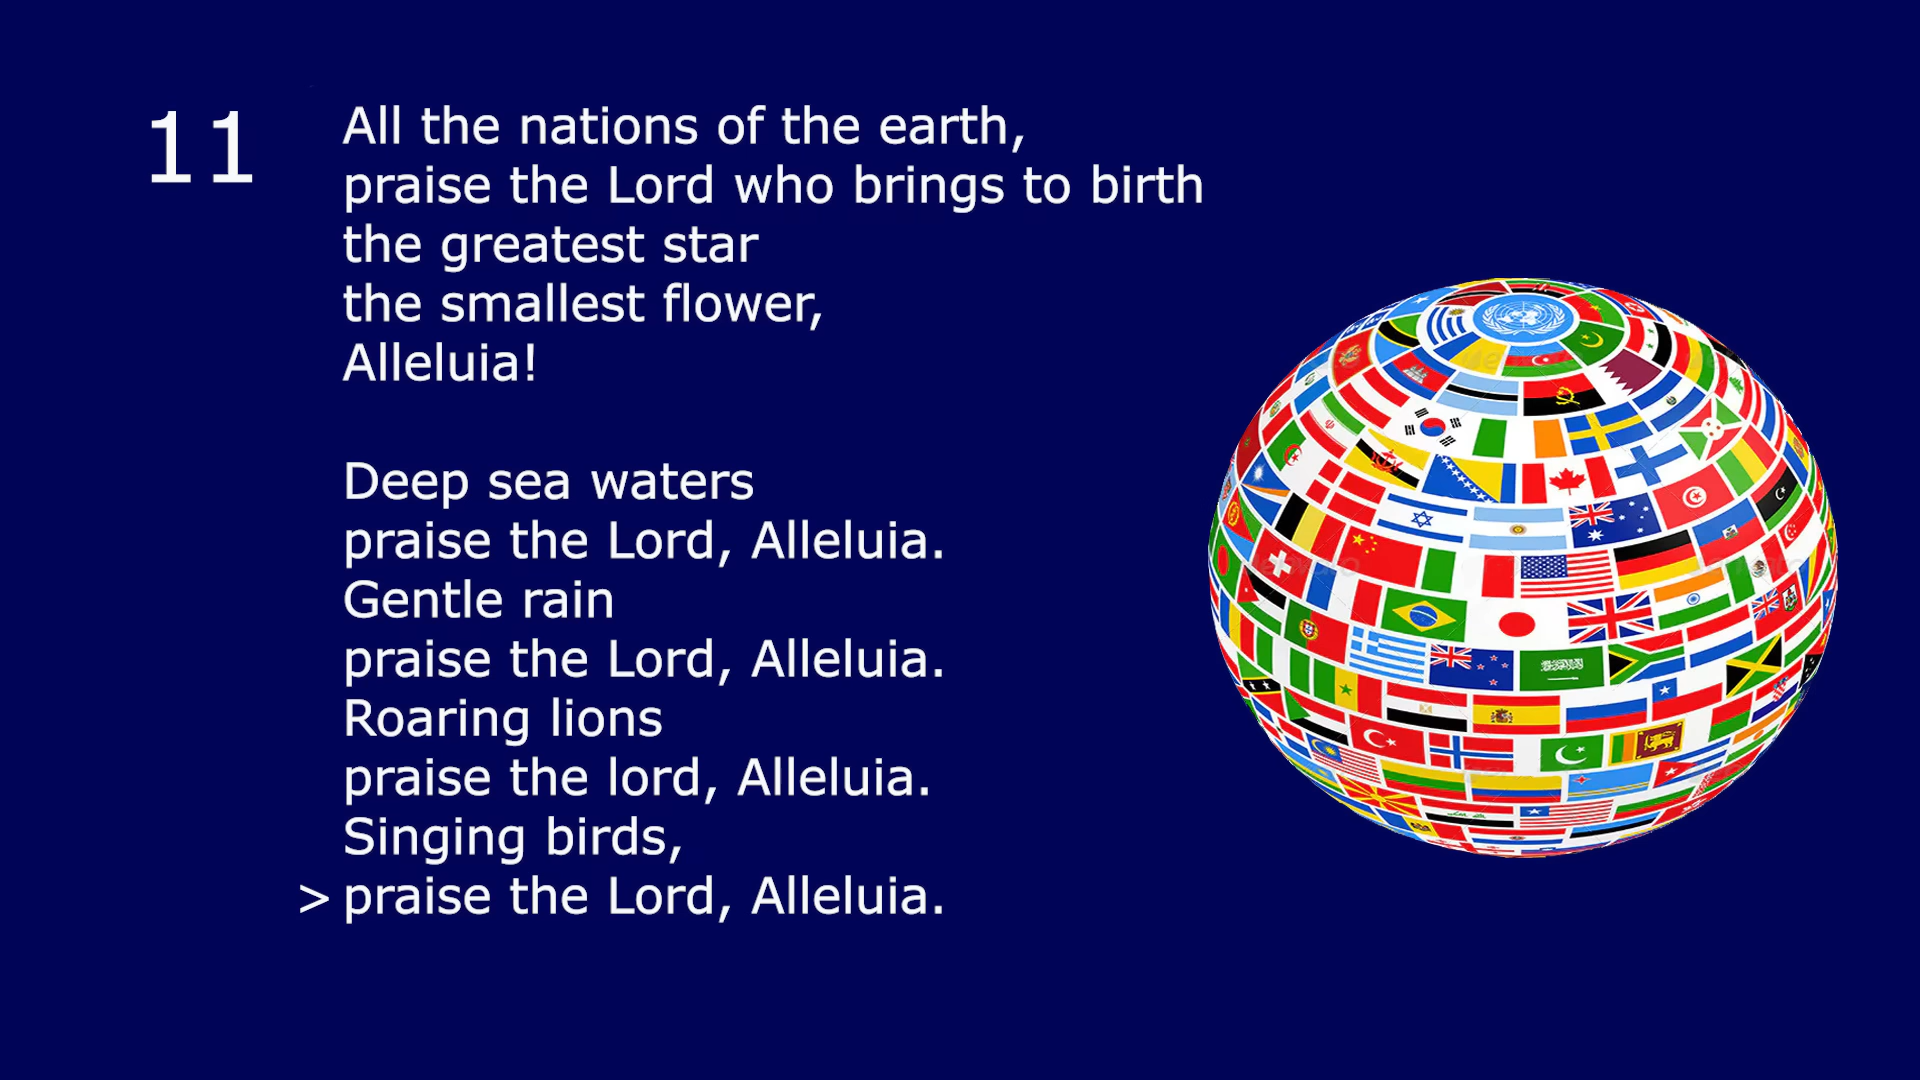 11
All the nations of the earth,
praise the Lord who brings to birth
the greatest star
the smallest flower,
Alleluia!
Deep sea waters
praise the Lord, Alleluia.
Gentle rain
praise the Lord, Alleluia.
Roaring lions
praise the lord, Alleluia.
Singing birds,
> praise the Lord, Alleluia.